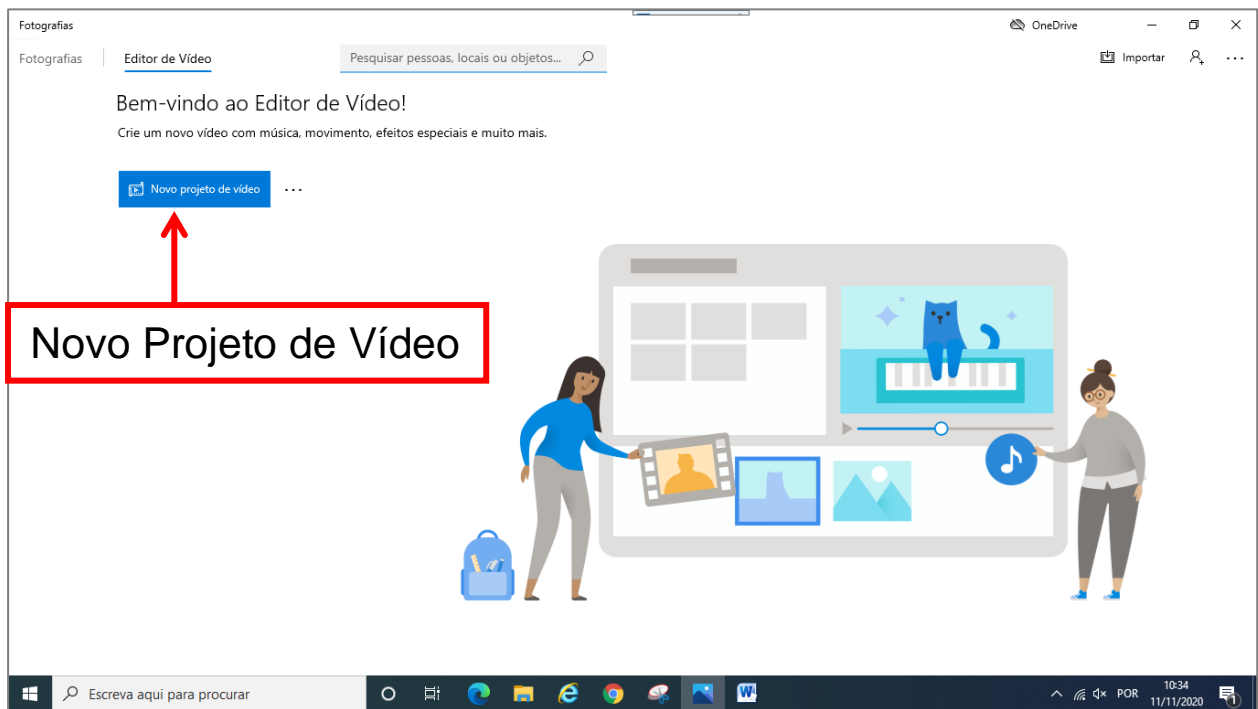 Fotografias
OneDrive
Fotografias
Editor de Vídeo
Pesquisar pessoas, locais ou objetos...
Importar
Bem-vindo ao Editor de Vídeo!
Crie um novo vídeo com música, movimento, efeitos especiais e muito mais.
Novo projeto de vídeo
Novo Projeto de Vídeo
Escreva aqui para procurar
POR
10:34
11/11/2020
1